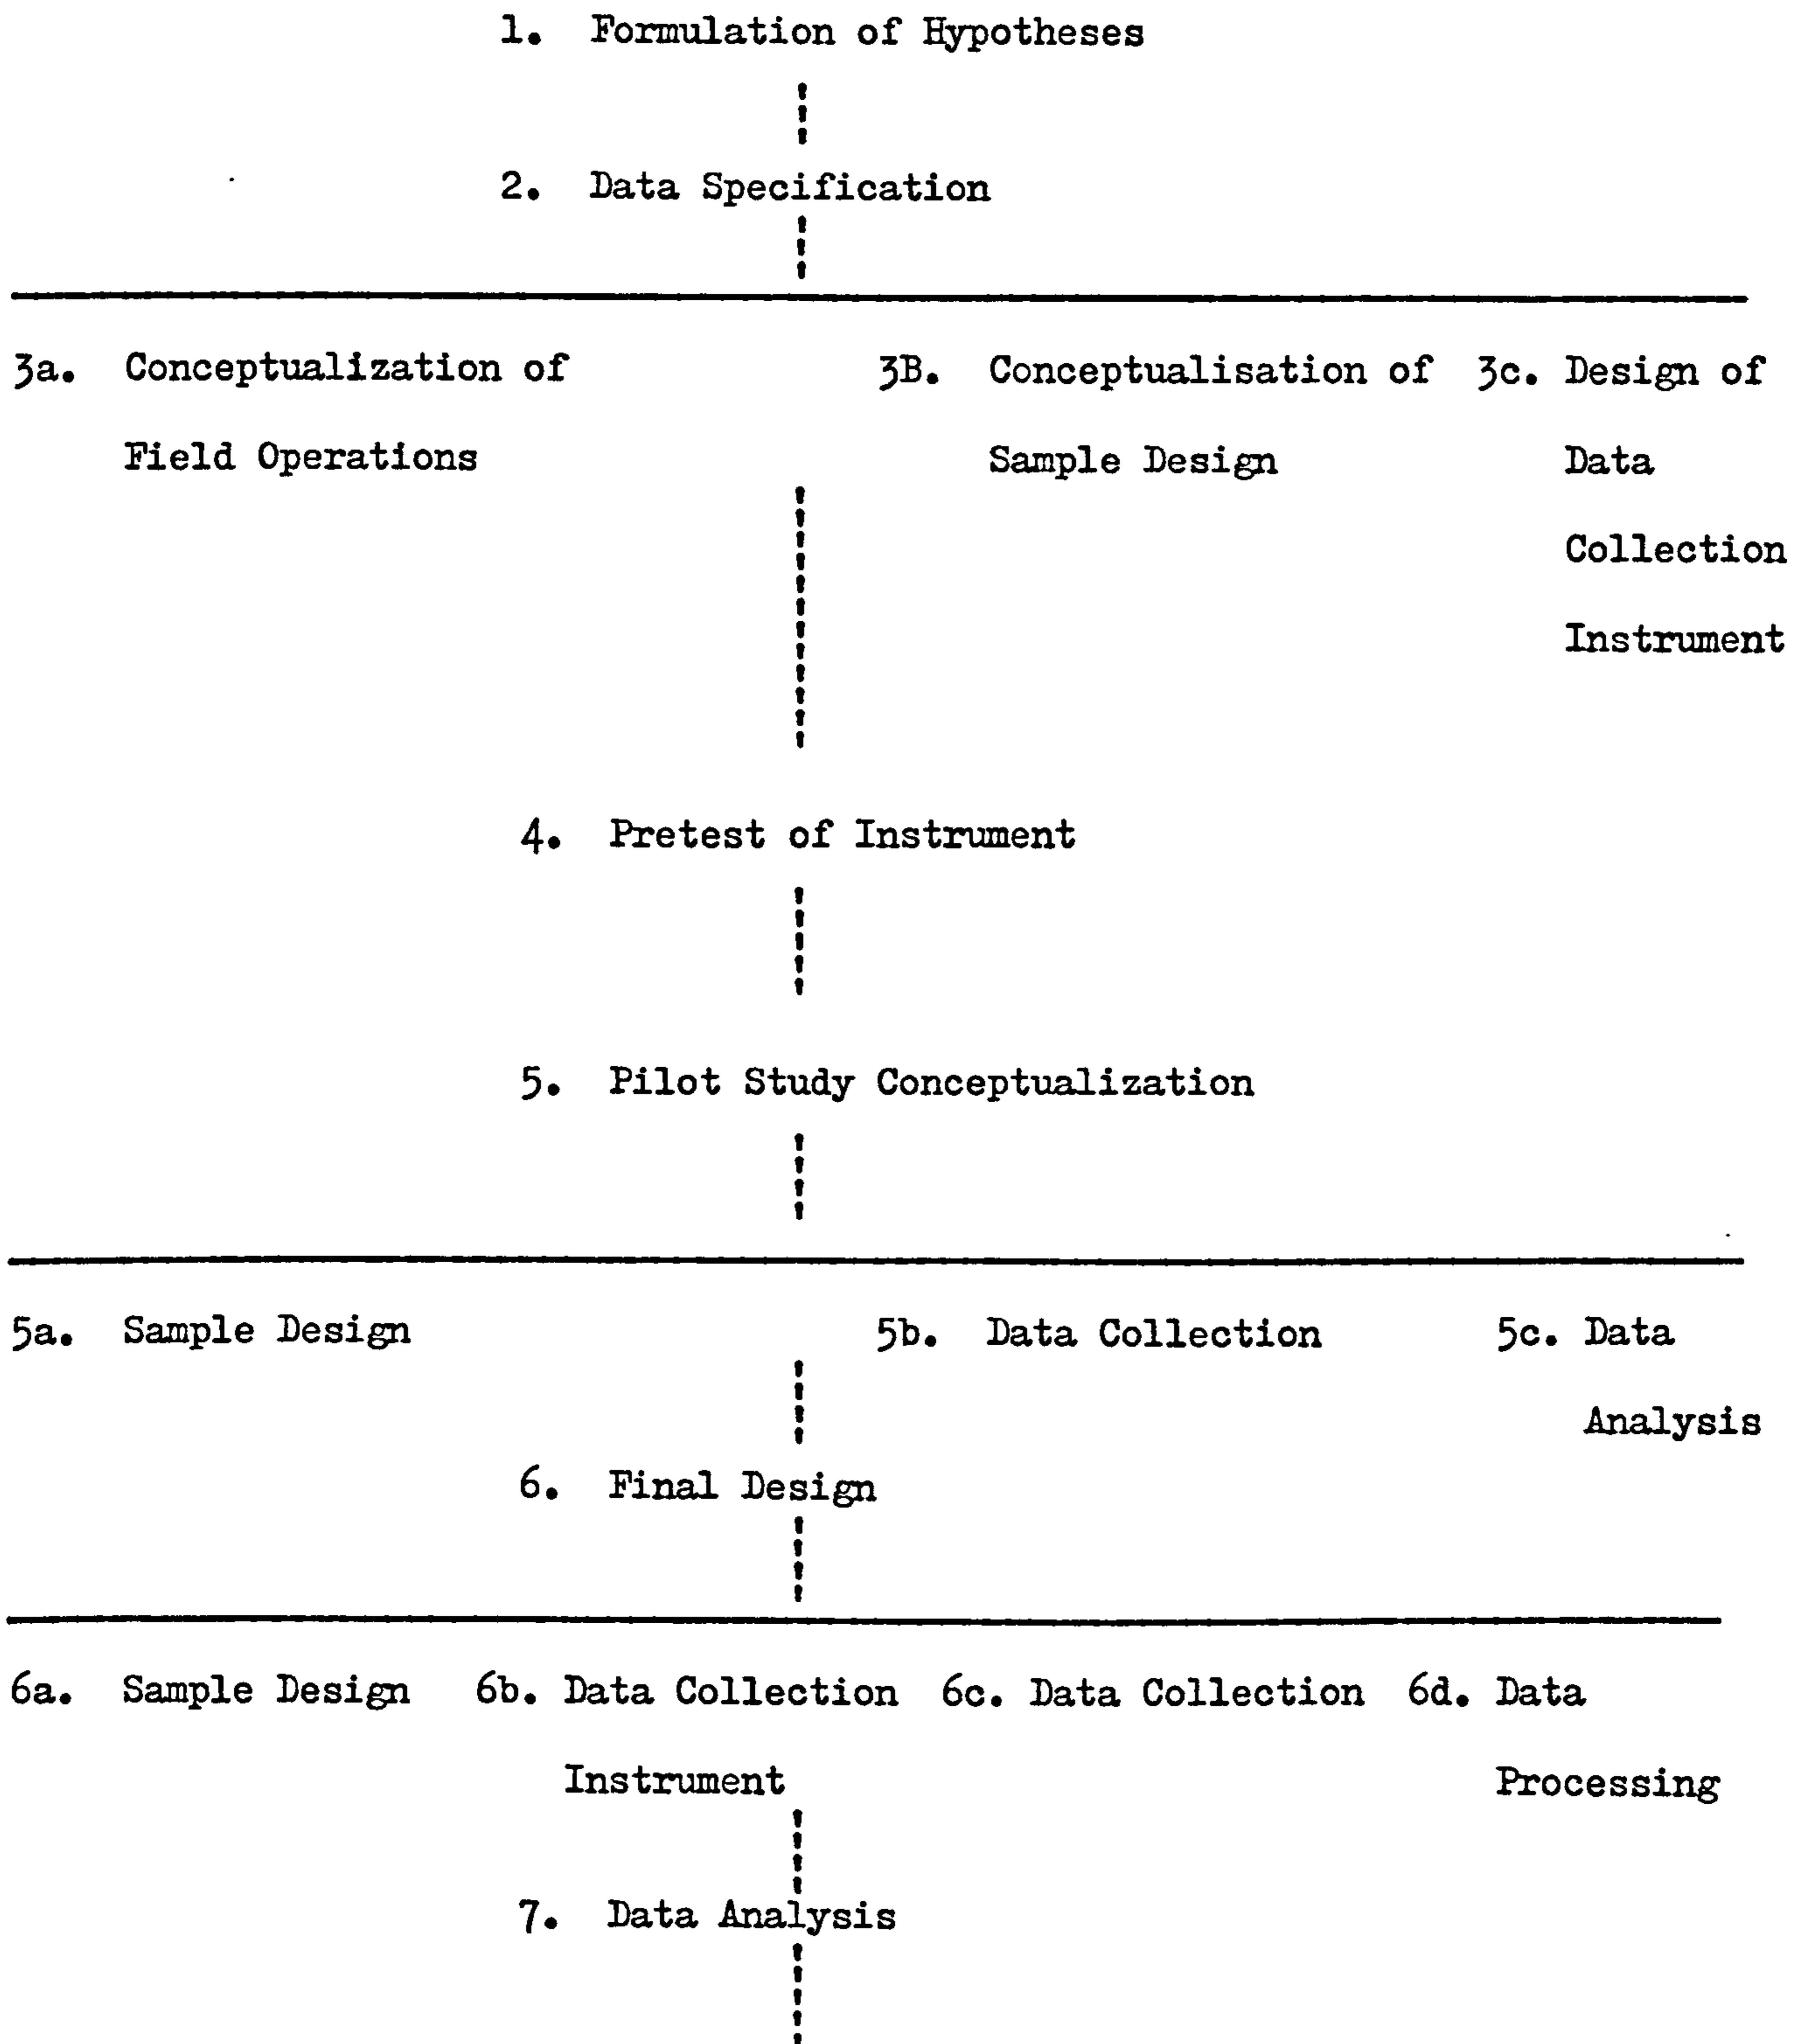 1. Formulation of Hypotheses
2. Data Specification
3a. Conceptualization of
Field Operations
3B. Conceptualisation of
Sample Design
3c. Design of
Data
Collection
Instrument
4. Pretest of Instrument
5. Pilot Study Conceptualization
5a. Sample Design
5b. Data Collection
5c. Data
Analysis
6. Final Design
6a. Sample Design
6b. Data Collection
Instrument
6c. Data Collection
6d. Data
Processing
7. Data Analysis